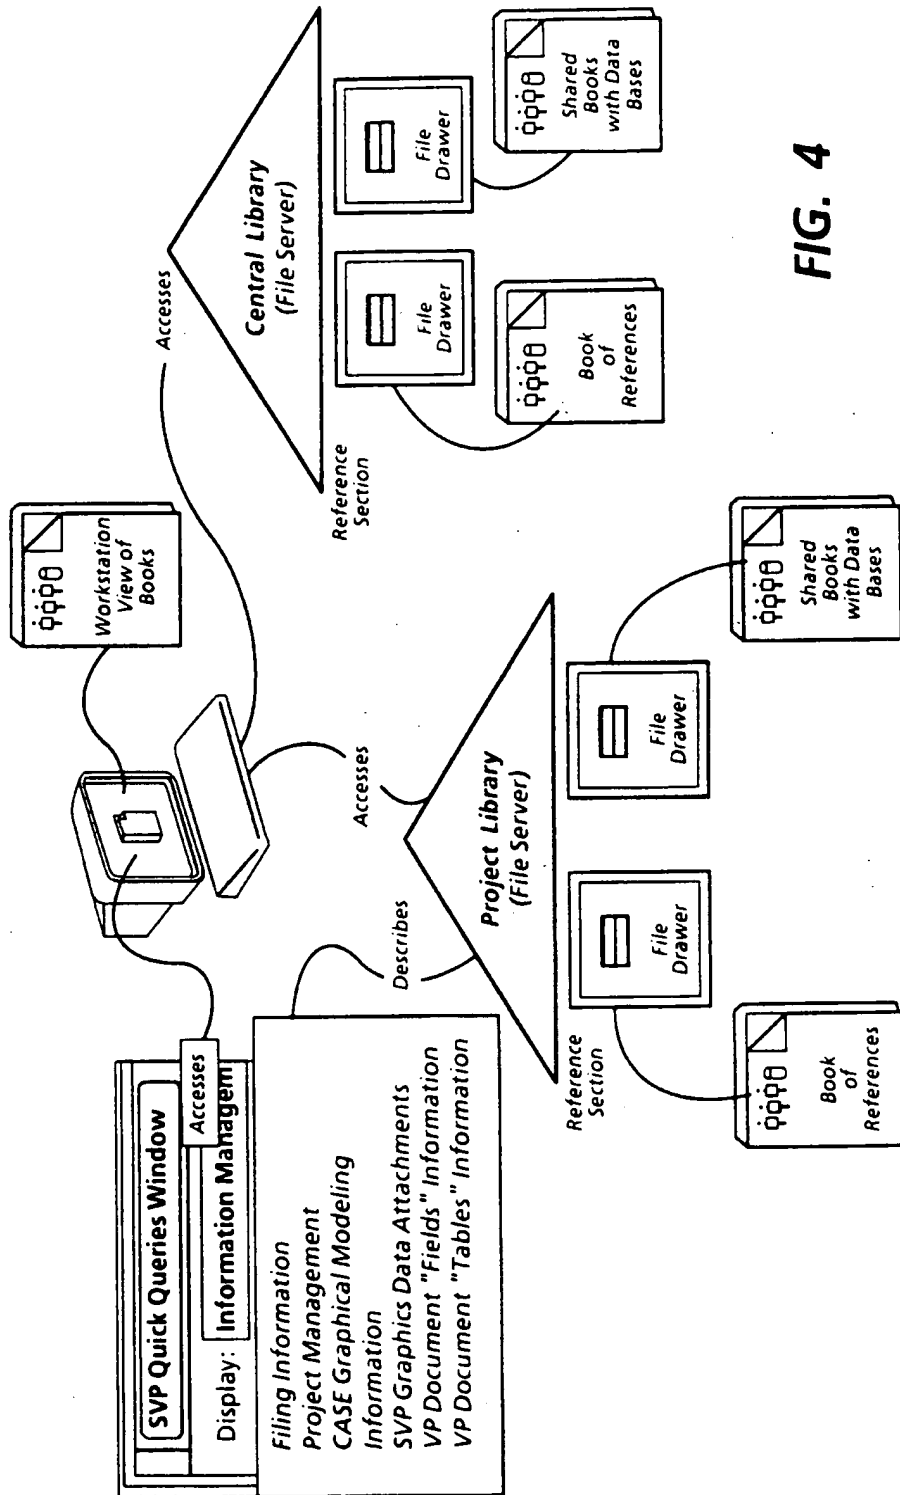 SVP Quick Queries Window
Display: Information Managem
Accesses
Filing Information
Project Management
CASE Graphical Modeling
Information
SVP Graphics Data Attachments
VP Document "Fields" Information
VP Document "Tables" Information
Describes
Workstation
View of
Books
Accesses
Accesses
Project Library
(File Server)
Reference
Section
File
Drawer
File
Drawer
Book
of
References
Shared
Books
with Data
Bases
Central Library
(File Server)
Reference
Section
File
Drawer
File
Drawer
Book
of
References
Shared
Books
with Data
Bases
FIG. 4